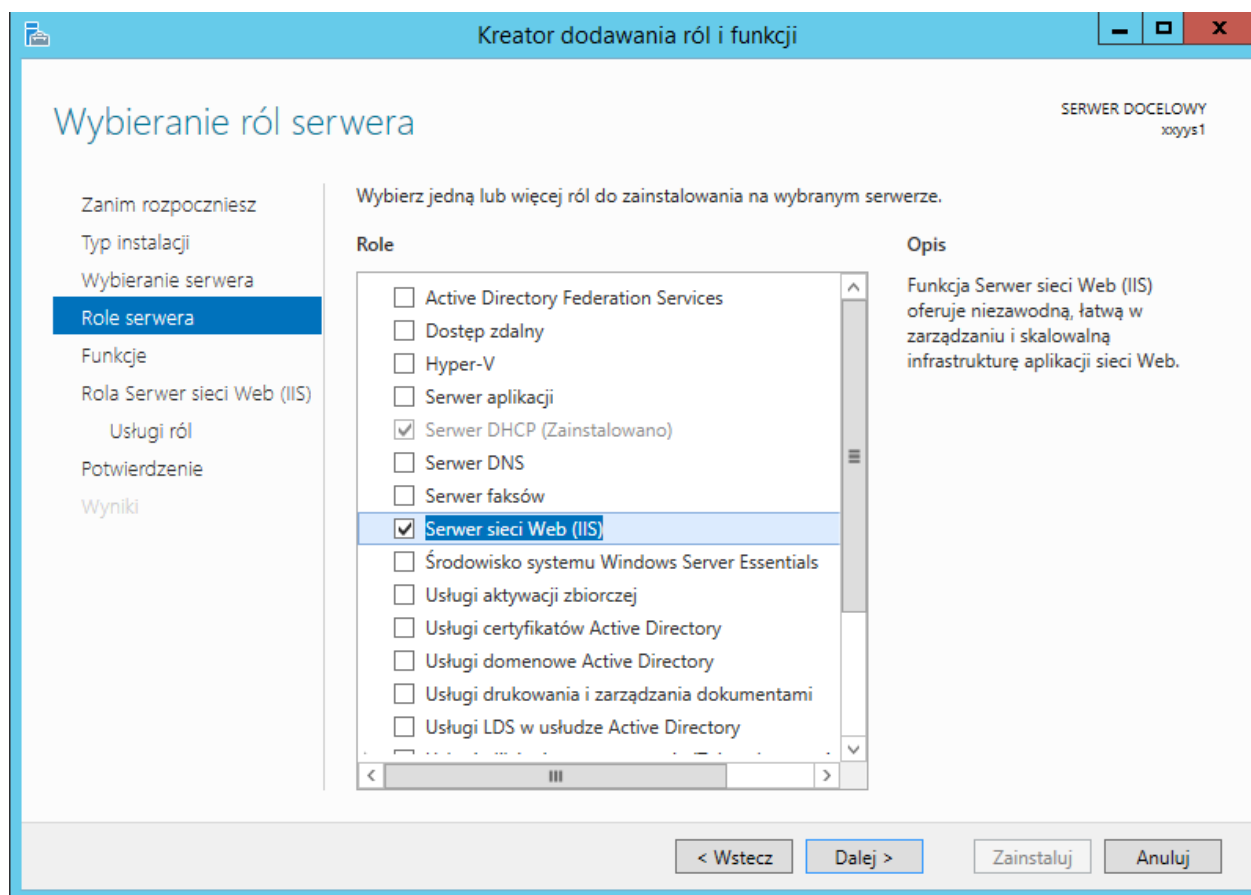 Kreator dodawania ról i funkcji
Wybieranie ról serwera
SERWER DOCELOWY
xxyys1
Zanim rozpoczniesz
Typ instalacji
Wybieranie serwera
Role serwera
Funkcje
Rola Serwer sieci Web (IIS)
Usługi ról
Potwierdzenie
Wyniki
Wybierz jedną lub więcej ról do zainstalowania na wybranym serwerze.
Role
Active Directory Federation Services
Dostęp zdalny
Hyper-V
Serwer aplikacji
Serwer DHCP (Zainstalowano)
Serwer DNS
Serwer faksów
Serwer sieci Web (IIS)
Środowisko systemu Windows Server Essentials
Usługi aktywacji zbiorczej
Usługi certyfikatów Active Directory
Usługi domenowe Active Directory
Usługi drukowania i zarządzania dokumentami
Usługi LDS w usłudze Active Directory
Opis
Funkcja Serwer sieci Web (IIS)
oferuje niezawodną, łatwą w
zarządzaniu i skalowalną
infrastrukturę aplikacji sieci Web.
< Wstecz
Dalej >
Zainstaluj
Anuluj